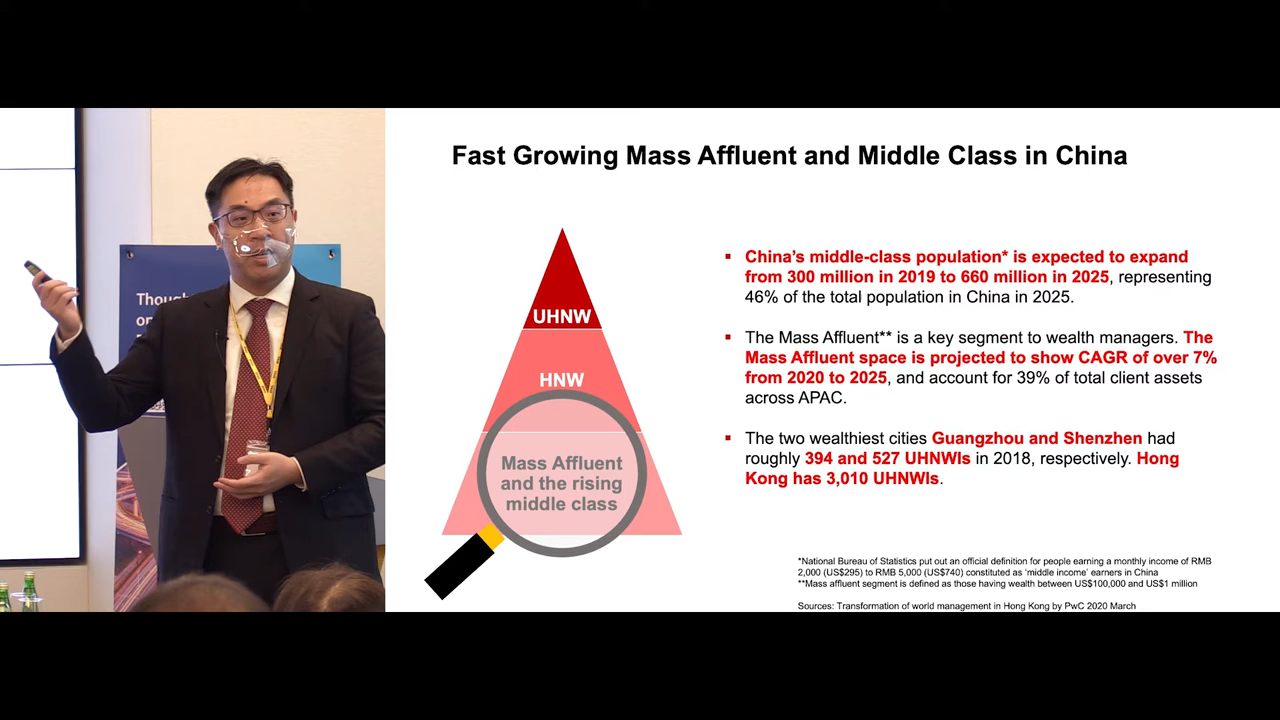 Fast Growing Mass Affluent and Middle Class in China
Though
on
UHNW
HNW
Mass Affluent
and the rising
middle class
▪ China's middle-class population* is expected to expand
from 300 million in 2019 to 660 million in 2025, representing
46% of the total population in China in 2025.
▪ The Mass Affluent** is a key segment to wealth managers. The
Mass Affluent space is projected to show CAGR of over 7%
from 2020 to 2025, and account for 39% of total client assets
across APAC.
▪ The two wealthiest cities Guangzhou and Shenzhen had
roughly 394 and 527 UHNWIs in 2018, respectively. Hong
Kong has 3,010 UHNWIs.
*National Bureau of Statistics put out an official definition for people earning a monthly income of RMB
2,000 (US$295) to RMB 5,000 (US$740) constituted as 'middle income' earners in China
**Mass affluent segment is defined as those having wealth between US$100,000 and US$1 million
Sources: Transformation of world management in Hong Kong by PwC 2020 March